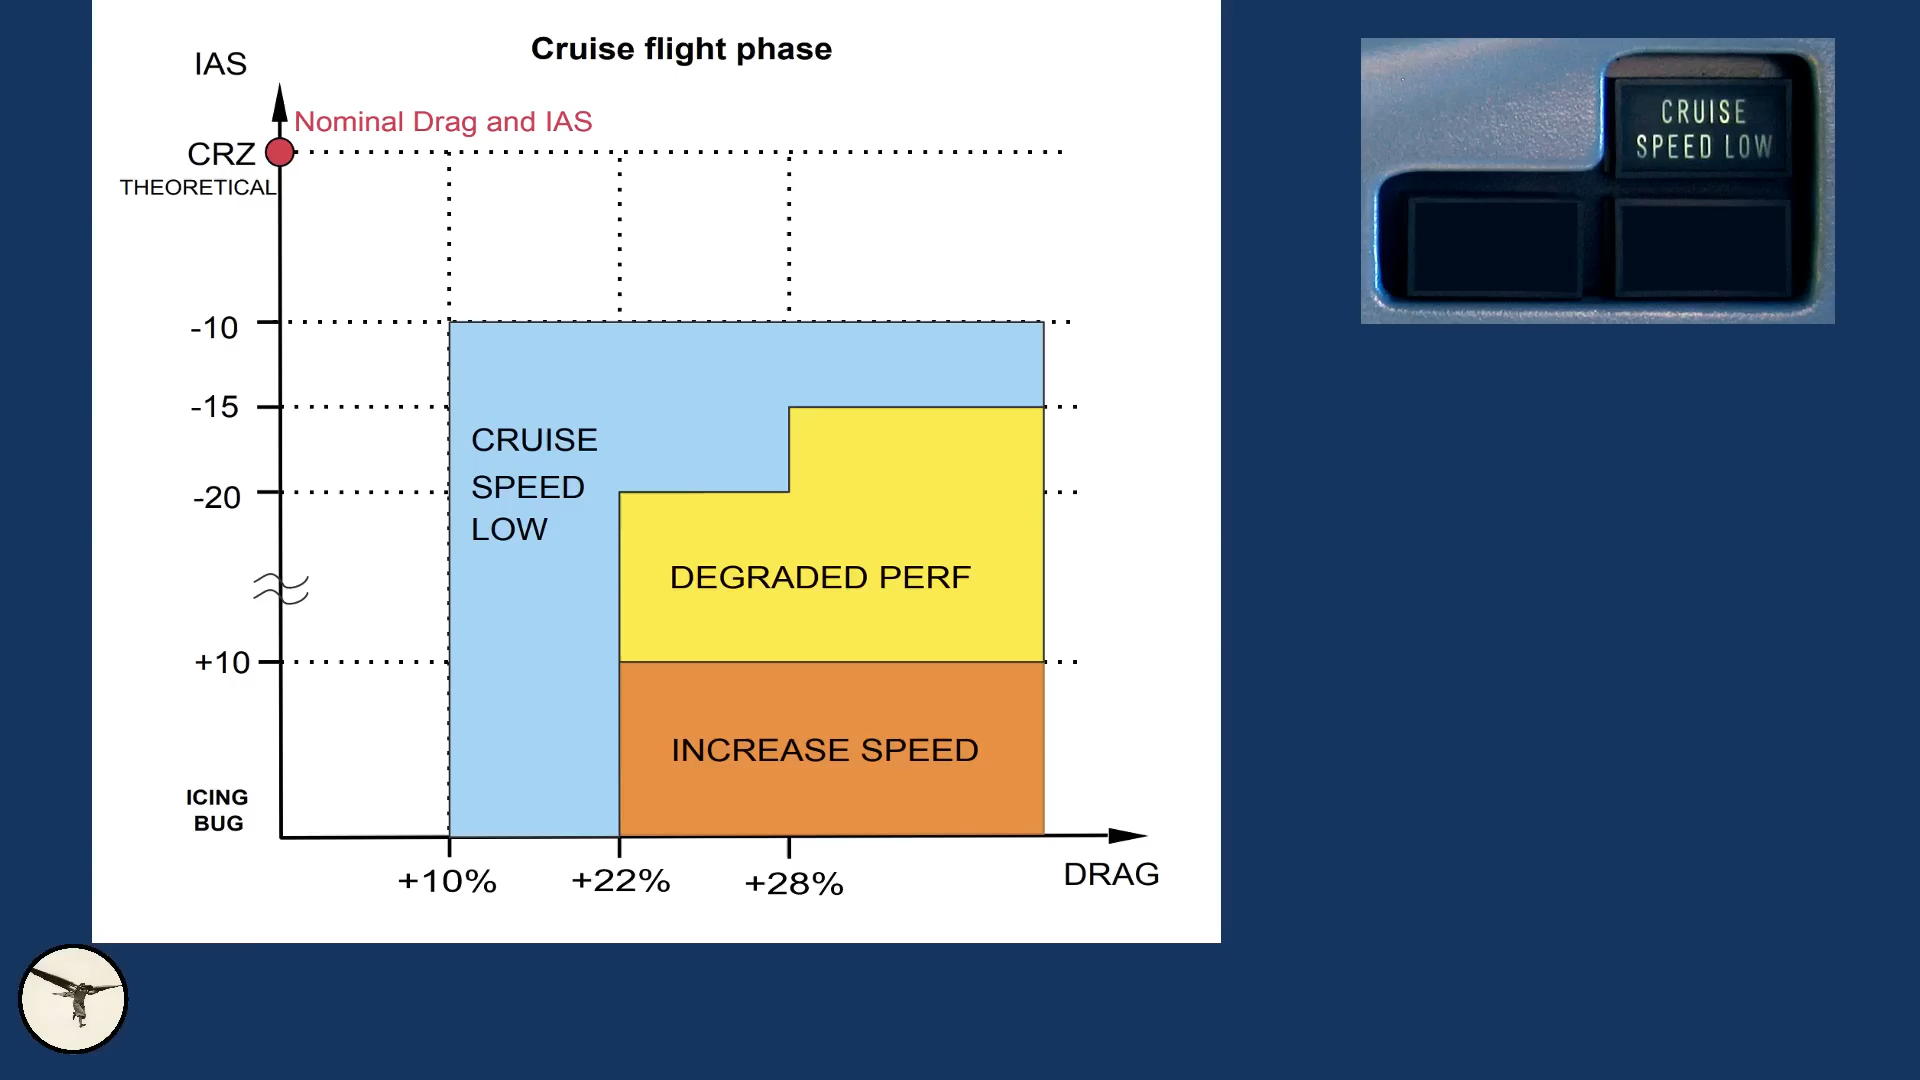 Cruise flight phase
IAS
Nominal Drag and IAS
CRZ
THEORETICAL
-10
-15
-20
+10
ICING
BUG
CRUISE
SPEED
LOW
DEGRADED PERF
INCREASE SPEED
+10%
+22%
+28%
DRAG
CRUISE
SPEED LOW